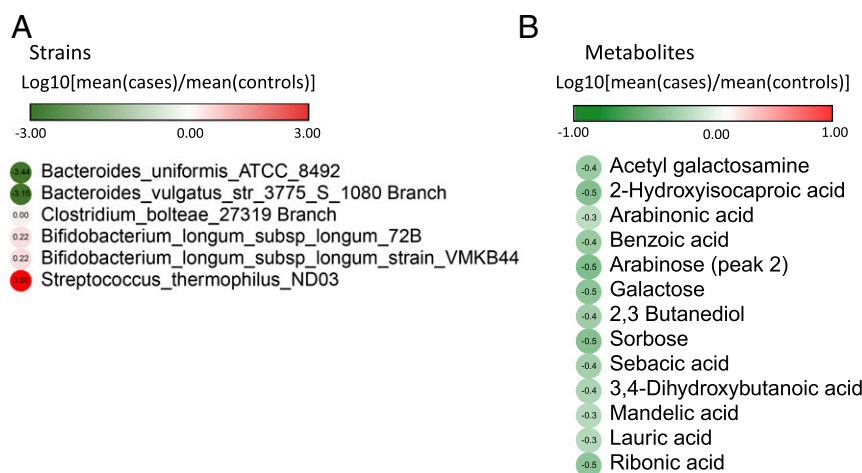 A
Strains
Log10[mean(cases)/mean(controls)]
-3.00 0.00 3.00
-3.44 Bacteroides_uniformis_ATCC_8492
-3.15 Bacteroides_vulgatus_str_3775_S_1080 Branch
0.00 Clostridium_bolteae_27319 Branch
0.22 Bifidobacterium_longum_subsp_longum_72B
0.22 Bifidobacterium_longum_subsp_longum_strain_VMKB44
Streptococcus_thermophilus_ND03
B
Metabolites
Log10[mean(cases)/mean(controls)]
-1.00 0.00 1.00
-0.4 Acetyl galactosamine
-0.5 2-Hydroxyisocaproic acid
-0.3 Arabinonic acid
-0.4 Benzoic acid
-0.5 Arabinose (peak 2)
-0.5 Galactose
-0.4 2,3 Butanediol
-0.5 Sorbose
-0.4 Sebacic acid
-0.4 3,4-Dihydroxybutanoic acid
-0.3 Mandelic acid
-0.3 Lauric acid
-0.5 Ribonic acid